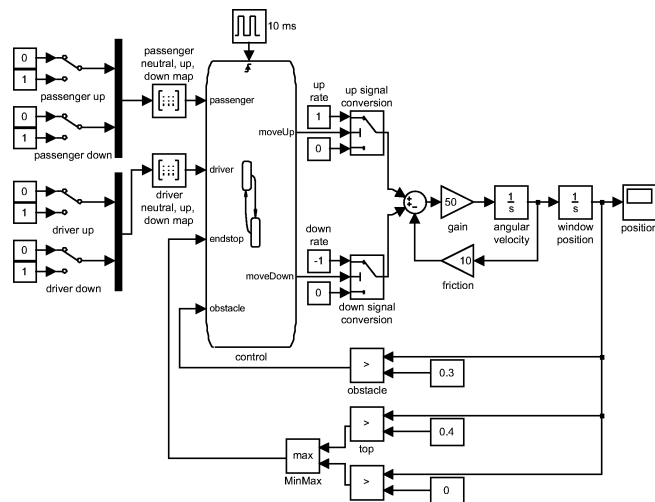 10 ms
passenger
neutral, up,
down map
0
1
passenger up
0
1
passenger down
passenger
driver
endstop
obstacle
moveUp
moveDown
control
driver
neutral, up,
down map
0
1
driver up
0
1
driver down
up
rate
1
0
up signal
conversion
down
rate
-1
0
down signal
conversion
+
+
-
50
gain
1
s
angular
velocity
1
s
window
position
position
10
friction
>
obstacle
0.3
>
top
0.4
max
MinMax
>
0